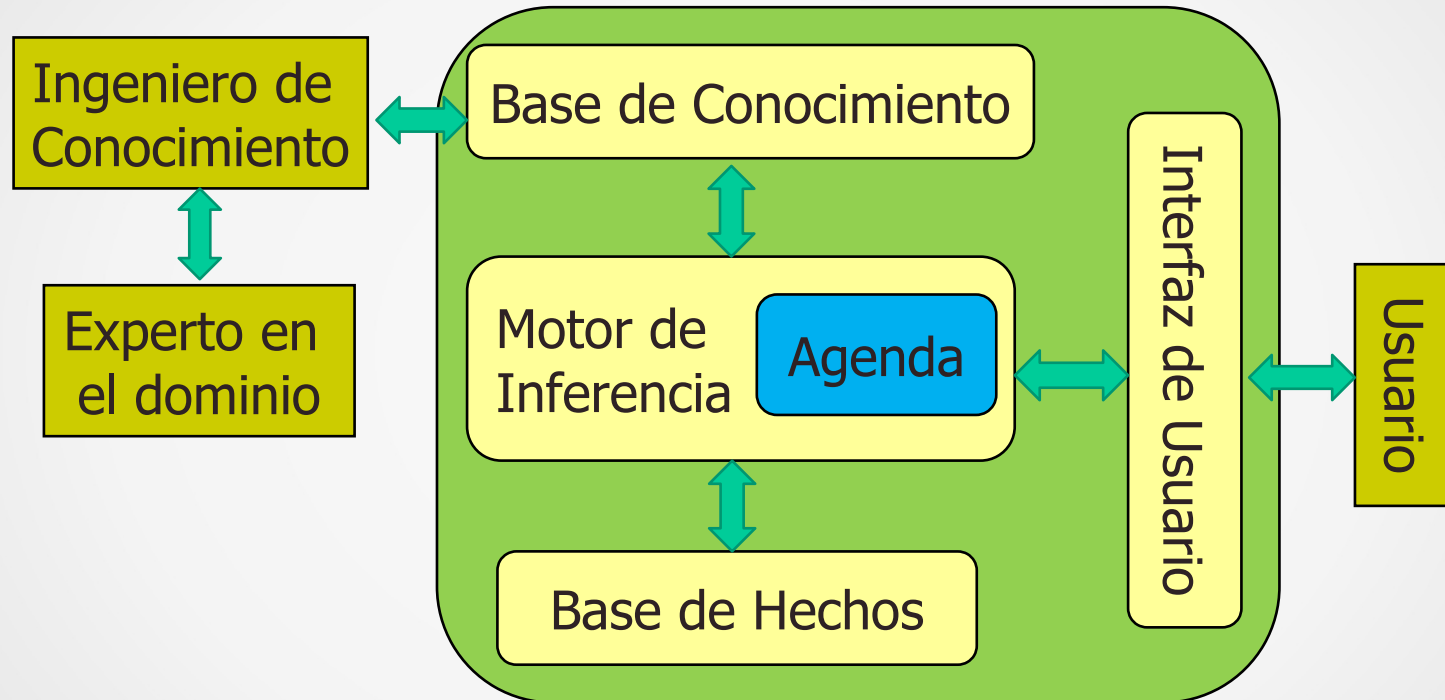 Ingeniero de
Conocimiento
Experto en
el dominio
Base de Conocimiento
Motor de
Inferencia
Agenda
Base de Hechos
Interfaz de Usuario
Usuario